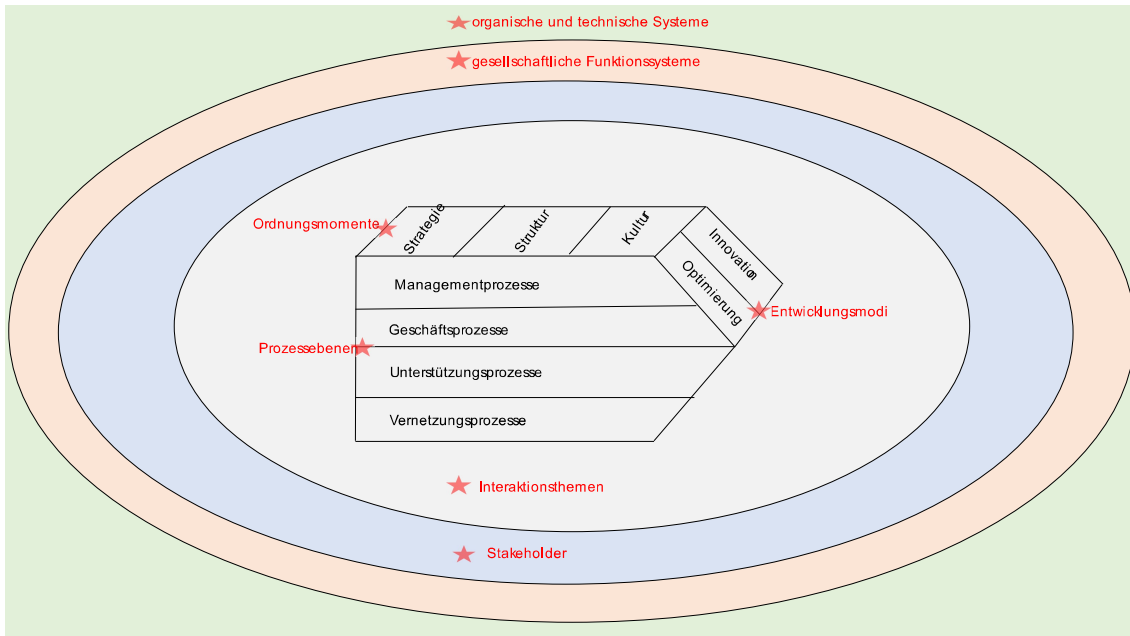 organische und technische Systeme
gesellschaftliche Funktionssysteme
Ordnungsmomente
Strategie
Struktur
Kultur
Innovation
Optimierung
Managementprozesse
Geschäftsprozesse
Entwicklungsmodi
Prozessebenen
Unterstützungsprozesse
Vernetzungsprozesse
Interaktionsthemen
Stakeholder